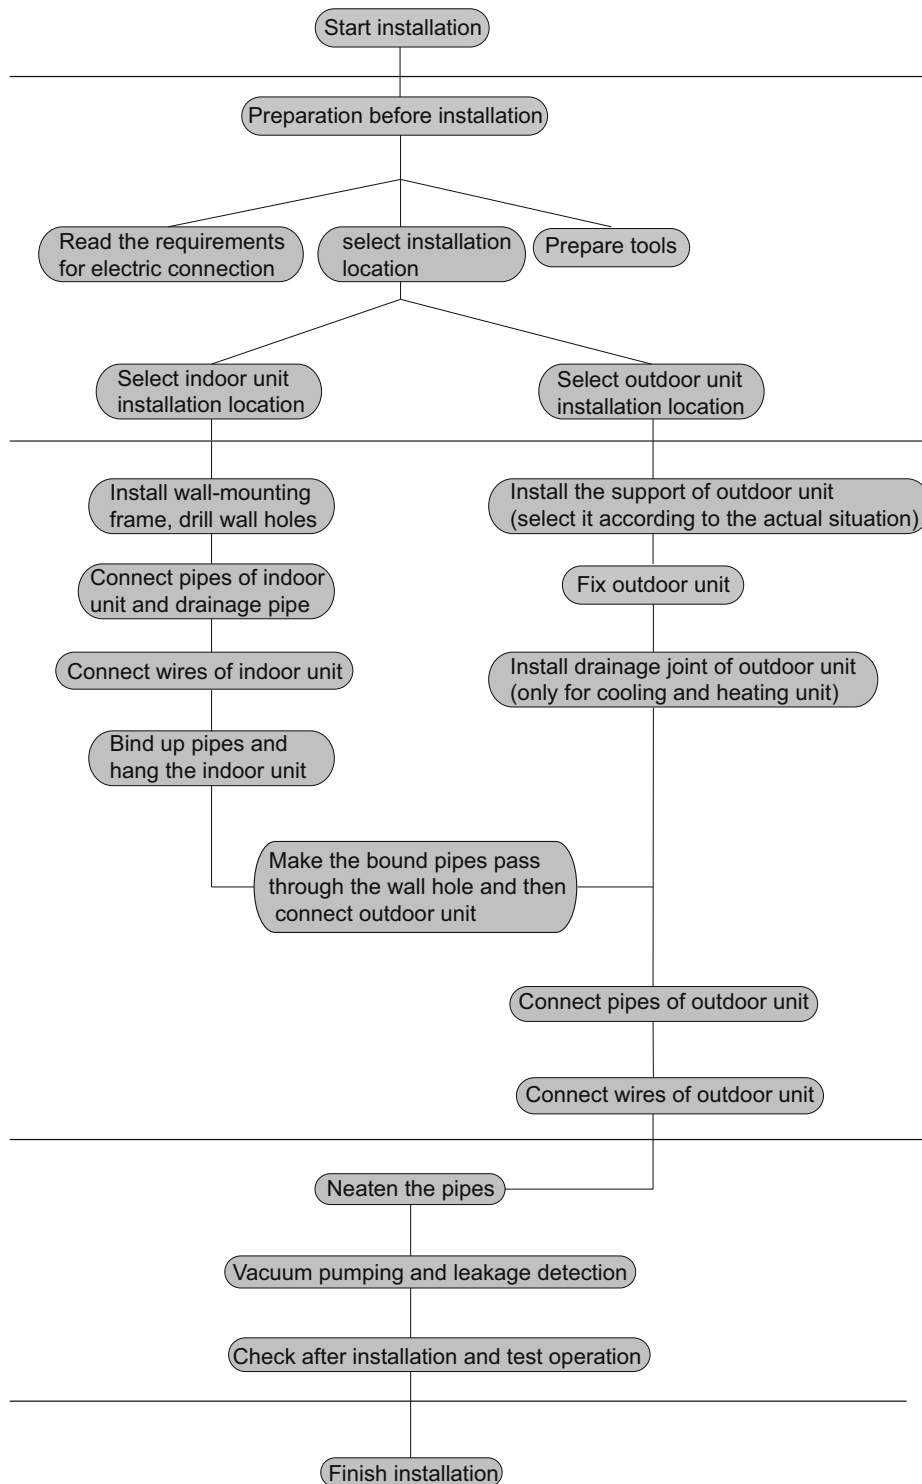 Start installation
Preparation before installation
Read the requirements
for electric connection
select installation
location
Prepare tools
Select indoor unit
installation location
Select outdoor unit
installation location
Install wall-mounting
frame, drill wall holes
Install the support of outdoor unit
(select it according to the actual situation)
Connect pipes of indoor
unit and drainage pipe
Fix outdoor unit
Connect wires of indoor unit
Install drainage joint of outdoor unit
(only for cooling and heating unit)
Bind up pipes and
hang the indoor unit
Make the bound pipes pass
through the wall hole and then
connect outdoor unit
Connect pipes of outdoor unit
Connect wires of outdoor unit
Neaten the pipes
Vacuum pumping and leakage detection
Check after installation and test operation
Finish installation